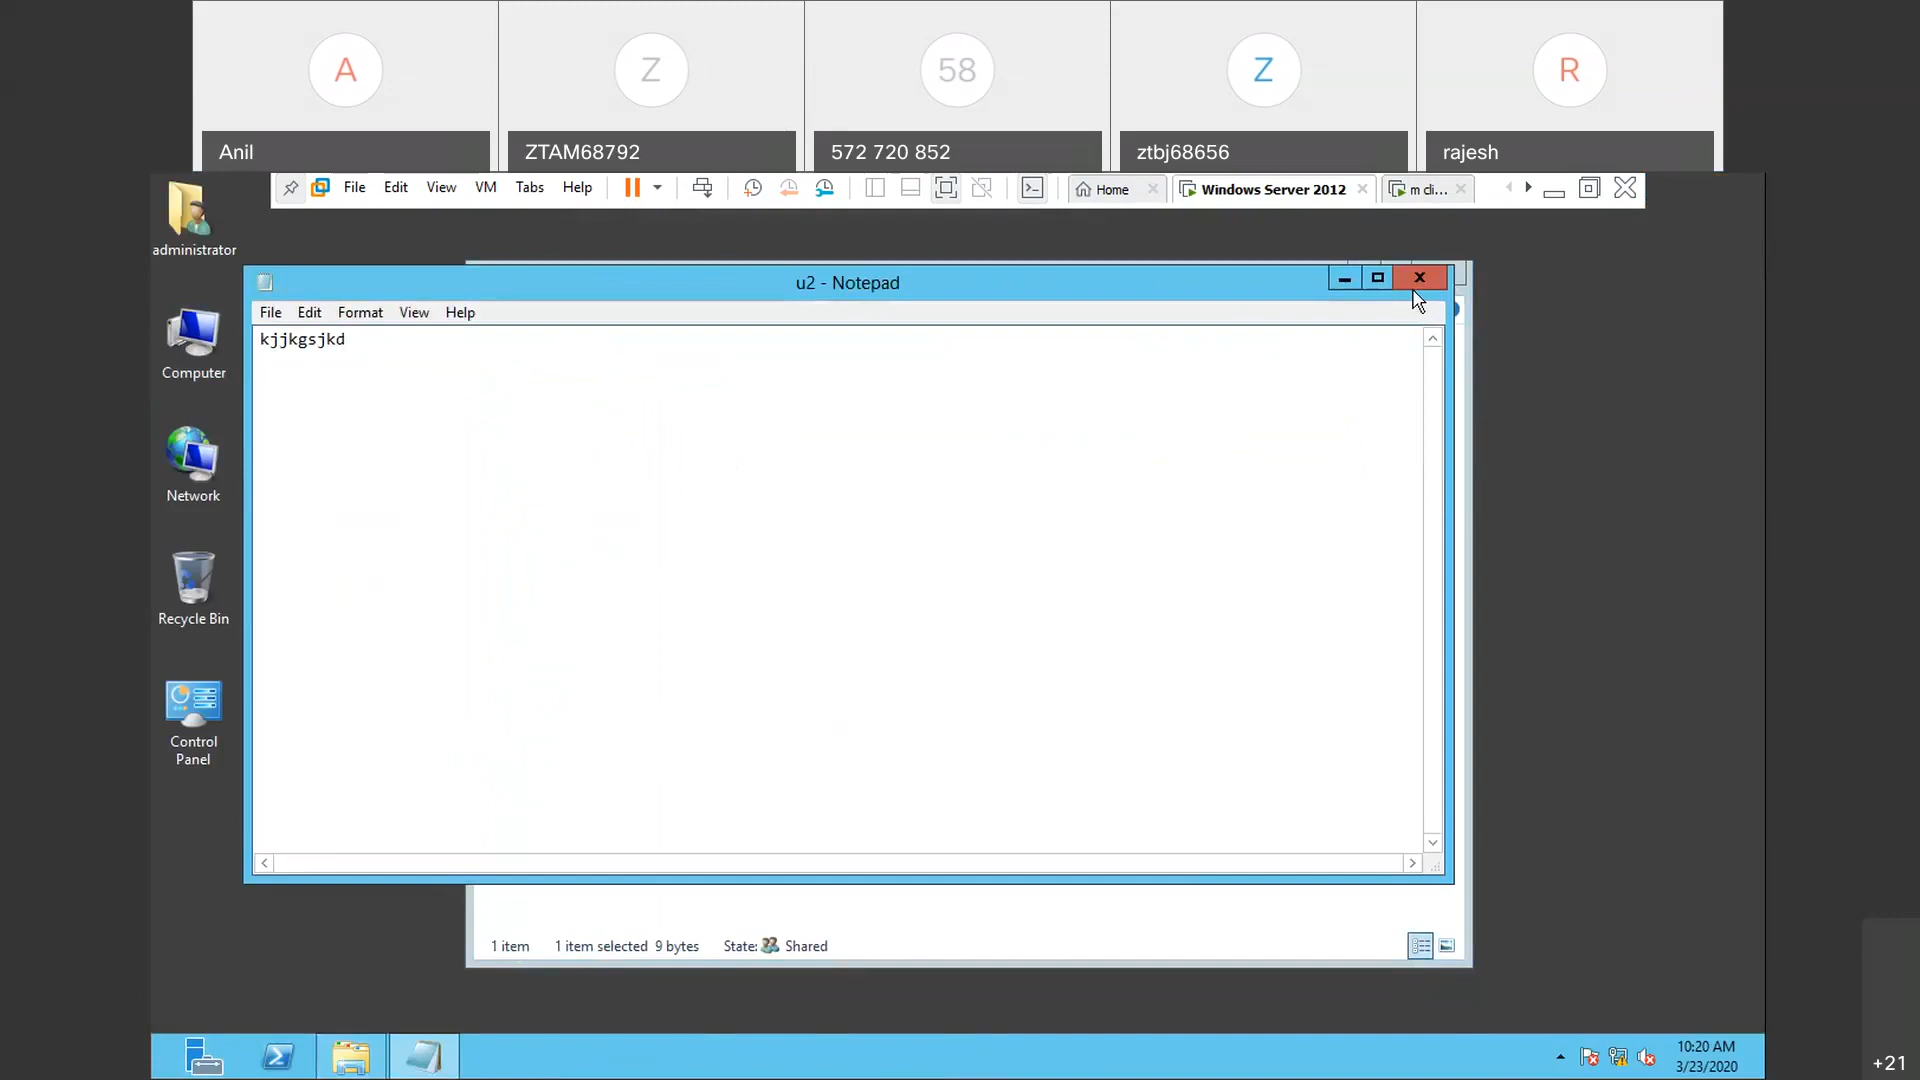 A
Z
58
Z
R
Anil
ZTAM68792
572 720 852
ztbj68656
rajesh
File Edit View VM Tabs Help
Home
Windows Server 2012
m cli...
administrator
u2 - Notepad
File Edit Format View Help
kjjkgsjkd
Computer
Network
Recycle Bin
Control
Panel
1 item 1 item selected 9 bytes State: Shared
10:20 AM
3/23/2020
+21